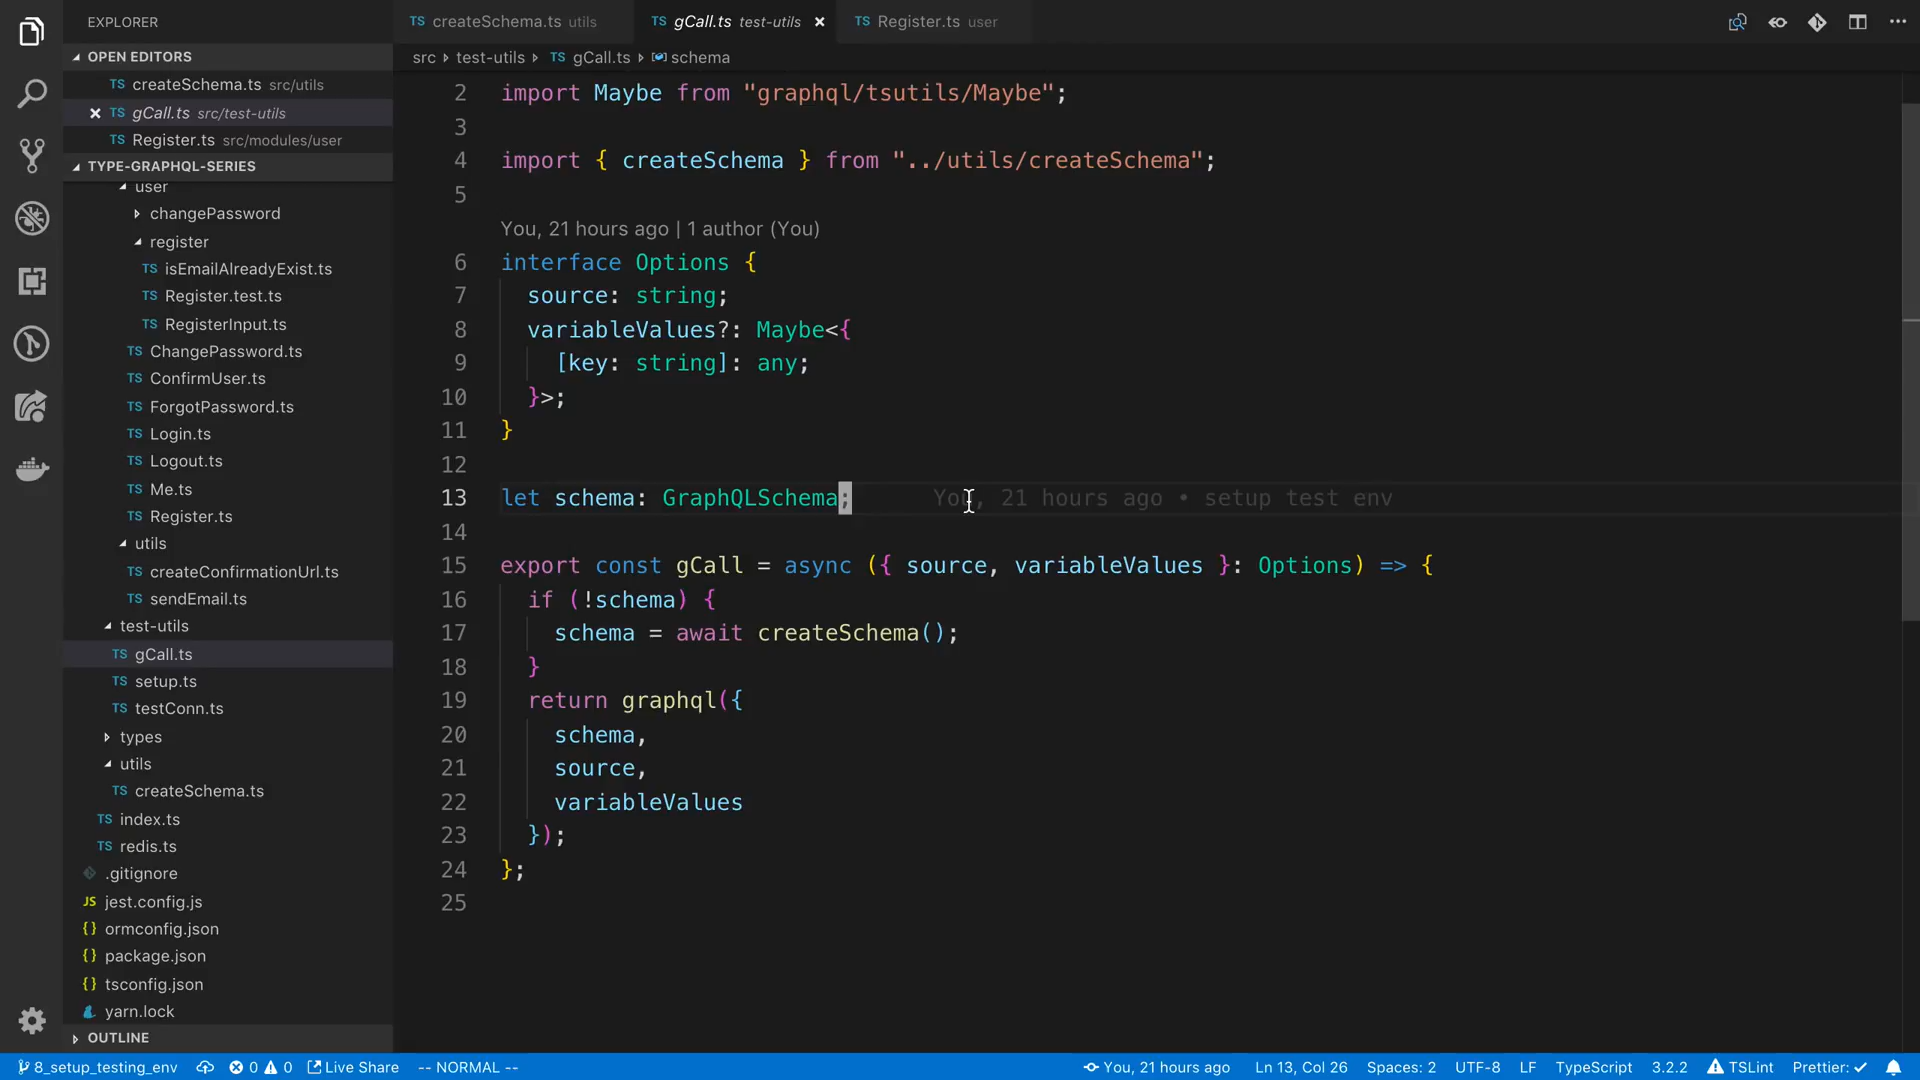 EXPLORER
OPEN EDITORS
TS createSchema.ts src/utils
TS gCall.ts src/test-utils
TS Register.ts src/modules/user
TYPE-GRAPHQL-SERIES
user
changePassword
register
TS isEmailAlreadyExist.ts
TS Register.test.ts
TS RegisterInput.ts
TS ChangePassword.ts
TS ConfirmUser.ts
TS ForgotPassword.ts
TS Login.ts
TS Logout.ts
TS Me.ts
TS Register.ts
utils
TS createConfirmationUrl.ts
TS sendEmail.ts
test-utils
TS gCall.ts
TS setup.ts
TS testConn.ts
types
utils
TS createSchema.ts
TS index.ts
TS redis.ts
.gitignore
JS jest.config.js
{} ormconfig.json
{} package.json
{} tsconfig.json
yarn.lock
OUTLINE
TS createSchema.ts utils
TS gCall.ts test-utils
TS Register.ts user
src test-utils TS gCall.ts schema
2 import Maybe from "graphql/tsutils/Maybe";
3
4 import { createSchema } from "../utils/createSchema";
5
You, 21 hours ago | 1 author (You)
6 interface Options {
7 source: string;
8 variableValues?: Maybe<{
9 [key: string]: any;
10 }>;
11 }
12
13 let schema: GraphQLSchema; You, 21 hours ago • setup test env
14
15 export const gCall = async ({ source, variableValues }: Options) => {
16 if (!schema) {
17 schema = await createSchema();
18 }
19 return graphql({
20 schema,
21 source,
22 variableValues
23 });
24 };
25
8_setup_testing_env 0 0 Live Share -- NORMAL -- You, 21 hours ago Ln 13, Col 26 Spaces: 2 UTF-8 LF TypeScript 3.2.2 TSLint Prettier: ✓